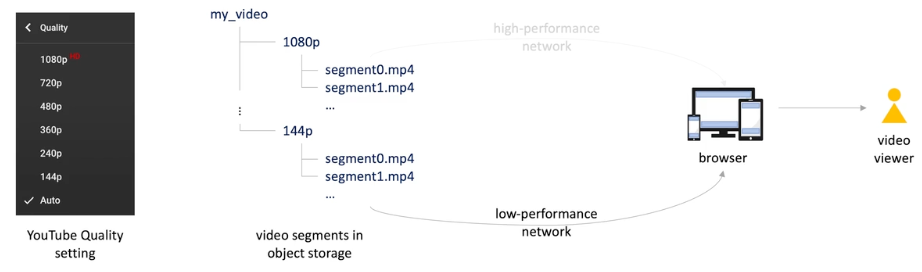 Quality
1080p HD
720p
480p
360p
240p
144p
Auto
YouTube Quality
setting
my_video
1080p
segment0.mp4
segment1.mp4
...
⋮
144p
segment0.mp4
segment1.mp4
...
video segments in
object storage
high-performance
network
low-performance
network
browser
video
viewer